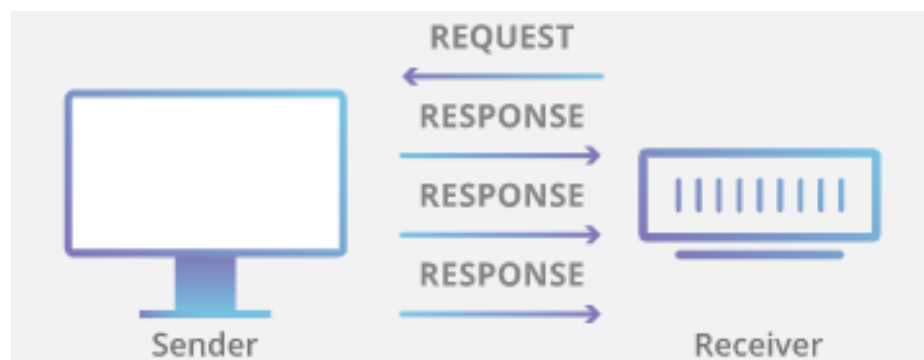 REQUEST
RESPONSE
RESPONSE
RESPONSE
Sender
Receiver